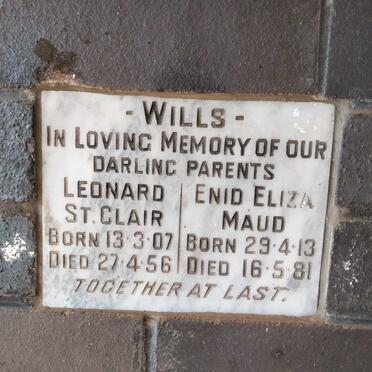 - WILLS -
IN LOVING MEMORY OF OUR
DARLING PARENTS
LEONARD
ST. CLAIR
BORN 13·3·07
DIED 27·4·56
ENID ELIZA
MAUD
BORN 29·4·13
DIED 16·5·81
TOGETHER AT LAST.